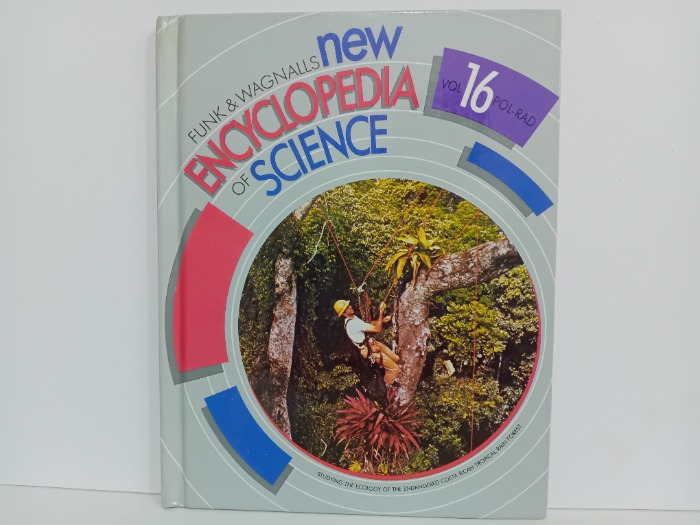 FUNK & WAGNALLS new
ENCYCLOPEDIA
OF SCIENCE
VOL 16 POL-RAD
STUDYING THE ECOLOGY OF THE ENDANGERED COSTA RICAN TROPICAL RAIN FOREST